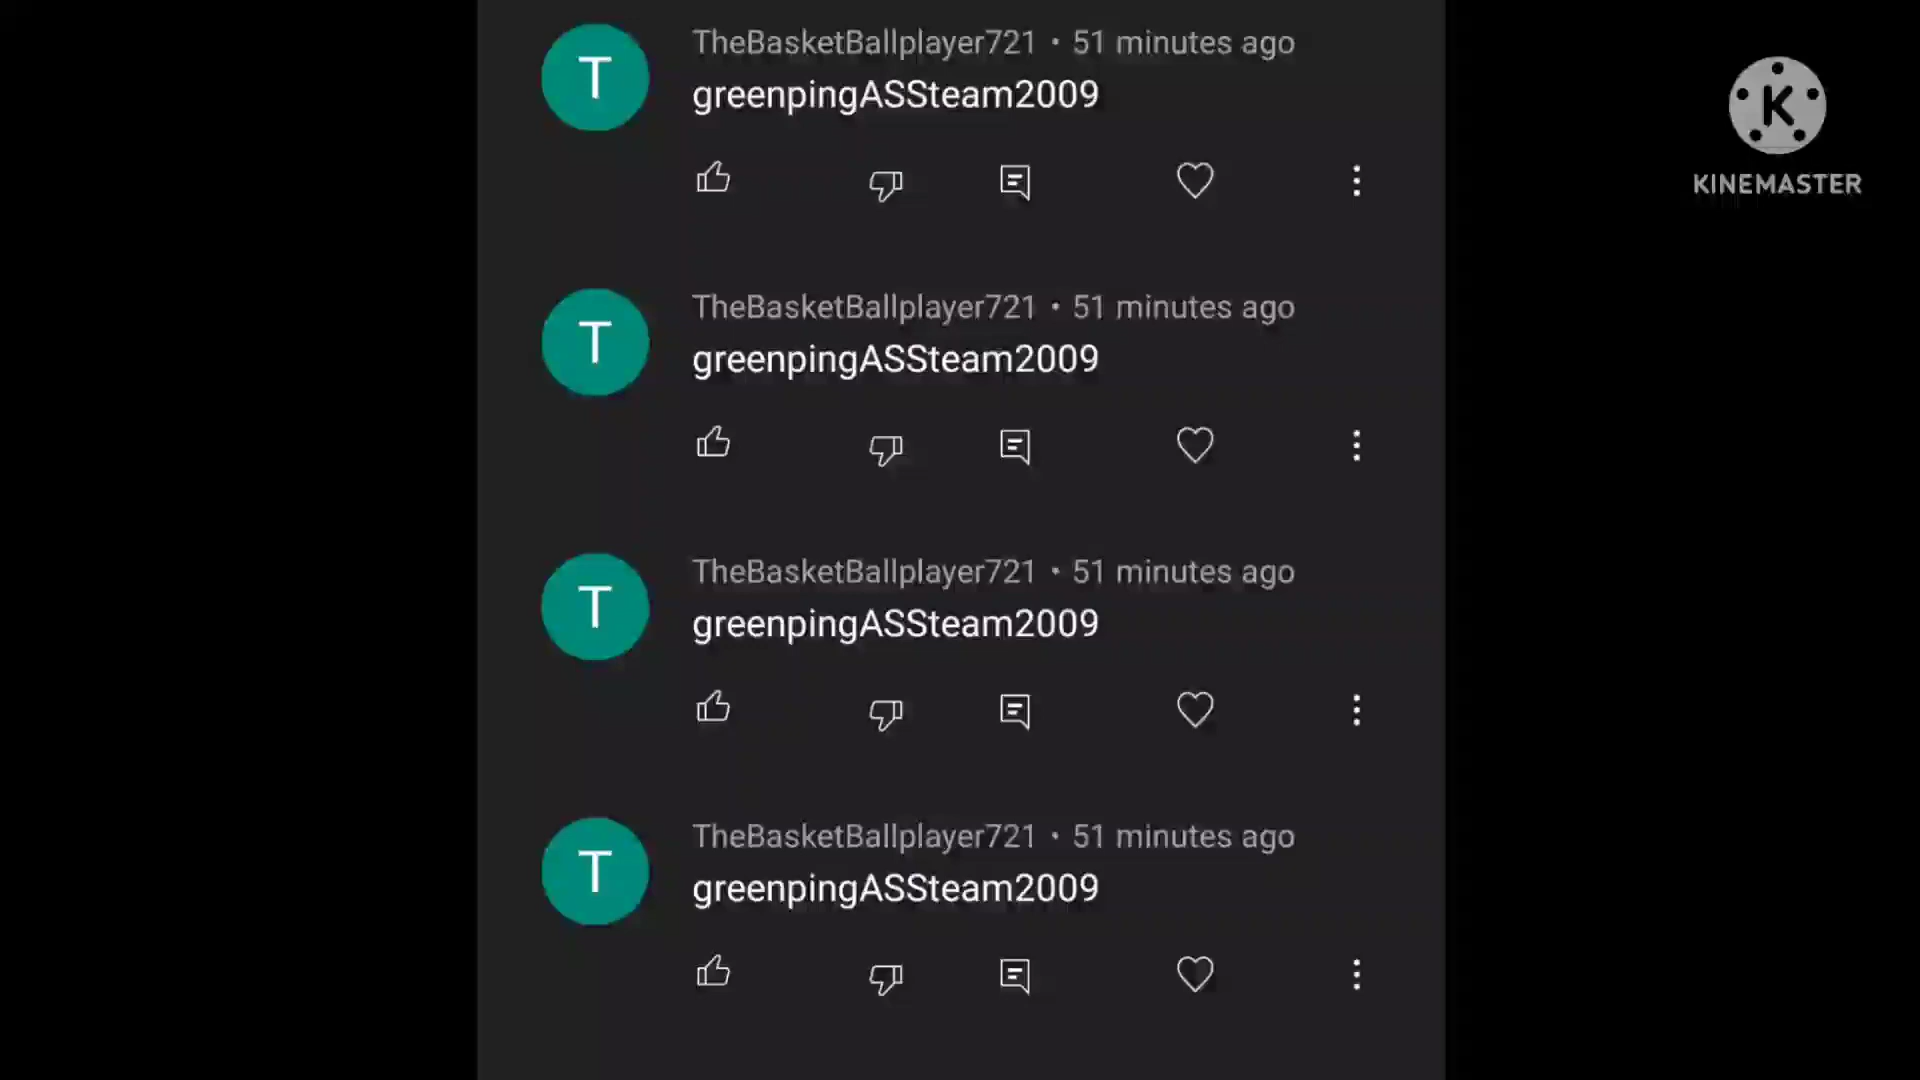 TheBasketBallplayer721 • 51 minutes ago
greenpingASSteam2009
K
KINEMASTER
T
TheBasketBallplayer721 • 51 minutes ago
greenpingASSteam2009
T
TheBasketBallplayer721 • 51 minutes ago
greenpingASSteam2009
T
TheBasketBallplayer721 • 51 minutes ago
greenpingASSteam2009
T